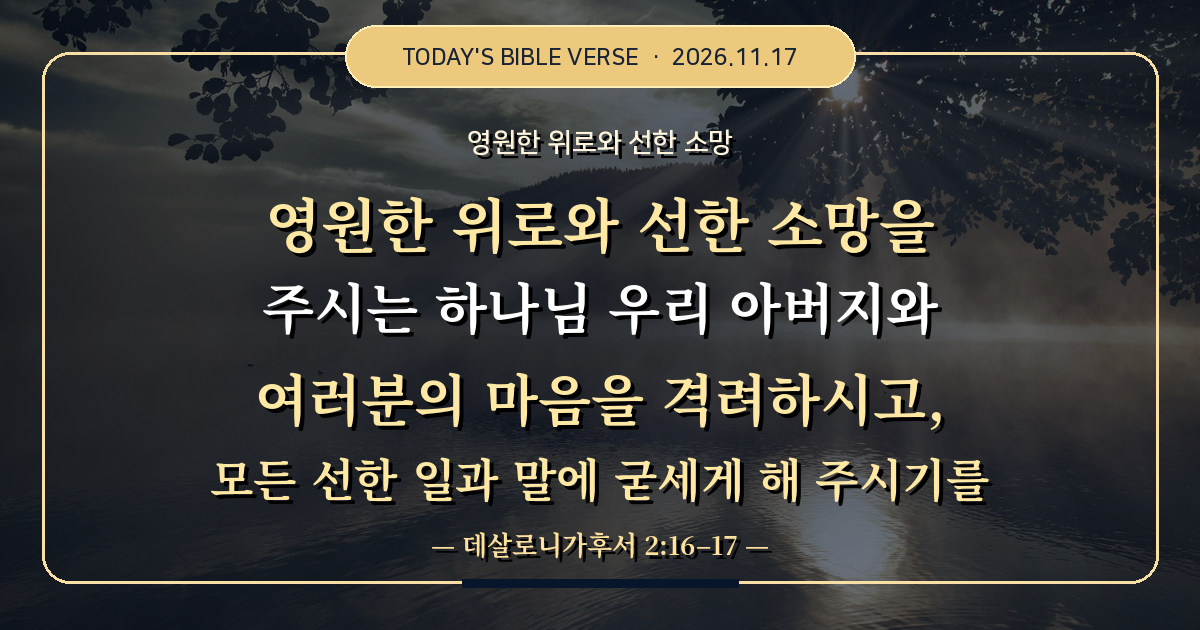 TODAY'S BIBLE VERSE · 2026.11.17
영원한 위로와 선한 소망
영원한 위로와 선한 소망을
주시는 하나님 우리 아버지와
여러분의 마음을 격려하시고,
모든 선한 일과 말에 굳세게 해 주시기를
— 데살로니가후서 2:16–17 —